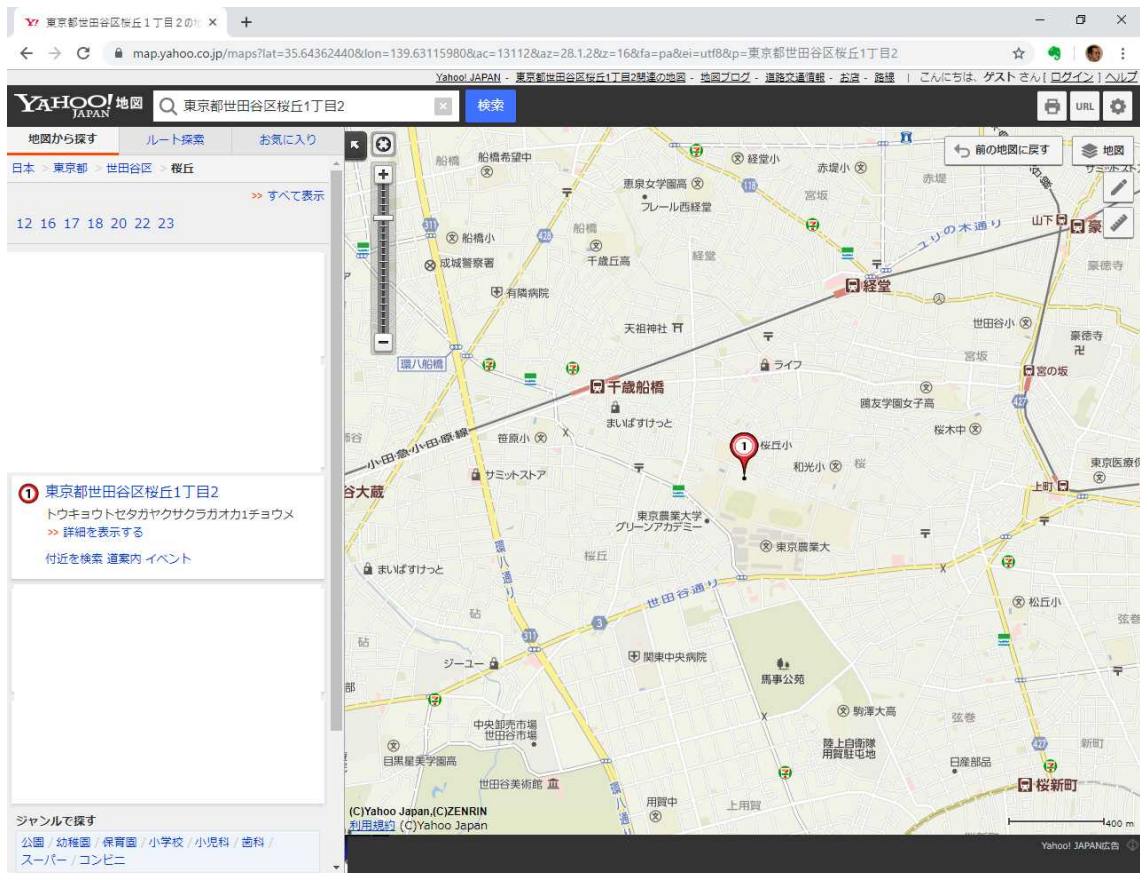 東京都世田谷区桜丘1丁目2の地
map.yahoo.co.jp/maps?lat=35.64362440&lon=139.63115980&ac=13112&az=28.1.2&z=16&fa=pa&ei=utf8&p=東京都世田谷区桜丘1丁目2
Yahoo! JAPAN - 東京都世田谷区桜丘1丁目2関連の地図 - 地図ブログ - 道路交通情報 - お店 - 路線 | こんにちは、ゲストさん [ ログイン ] ヘルプ
YAHOO! JAPAN 地図
東京都世田谷区桜丘1丁目2
検索
URL
地図から探す ルート探索 お気に入り
日本 > 東京都 > 世田谷区 > 桜丘
>> すべて表示
12 16 17 18 20 22 23
1 東京都世田谷区桜丘1丁目2
トウキョウトセタガヤクサクラガオカ1チョウメ
>> 詳細を表示する
付近を検索 道案内 イベント
ジャンルで探す
公園 / 幼稚園 / 保育園 / 小学校 / 小児科 / 歯科 /
スーパー / コンビニ
前の地図に戻す
地図
船橋
船橋希望中
経堂小
赤堤小
赤堤
恵泉女学園高
フレール西経堂
118
宮坂
山下
豪
311
船橋小
428
船橋
千歳丘高
経堂
ユリの木通り
成城警察署
有隣病院
経堂
豪徳寺
天祖神社
世田谷小
豪徳寺
環八船橋
ライフ
宮坂
宮の坂
千歳船橋
まいばすけっと
鴎友学園女子高
427
小田急小田原線
笹原小
1
桜丘小
桜木中
和光小
桜
サミットストア
谷大蔵
上町
東京医療保
東京農業大学
グリーンアカデミー
東京農業大
桜丘
まいばすけっと
環八通り
世田谷通り
松丘小
弦巻
砧
3
砧
311
ジーユー
関東中央病院
馬事公苑
駒澤大高
弦巻
中央卸売市場
世田谷市場
陸上自衛隊
用賀駐屯地
427
新町
目黒星美学園高
日産部品
桜新町
世田谷美術館
環八通り
用賀中
上用賀
(C)Yahoo Japan,(C)ZENRIN
利用規約 (C)Yahoo Japan
400 m
Yahoo! JAPAN広告